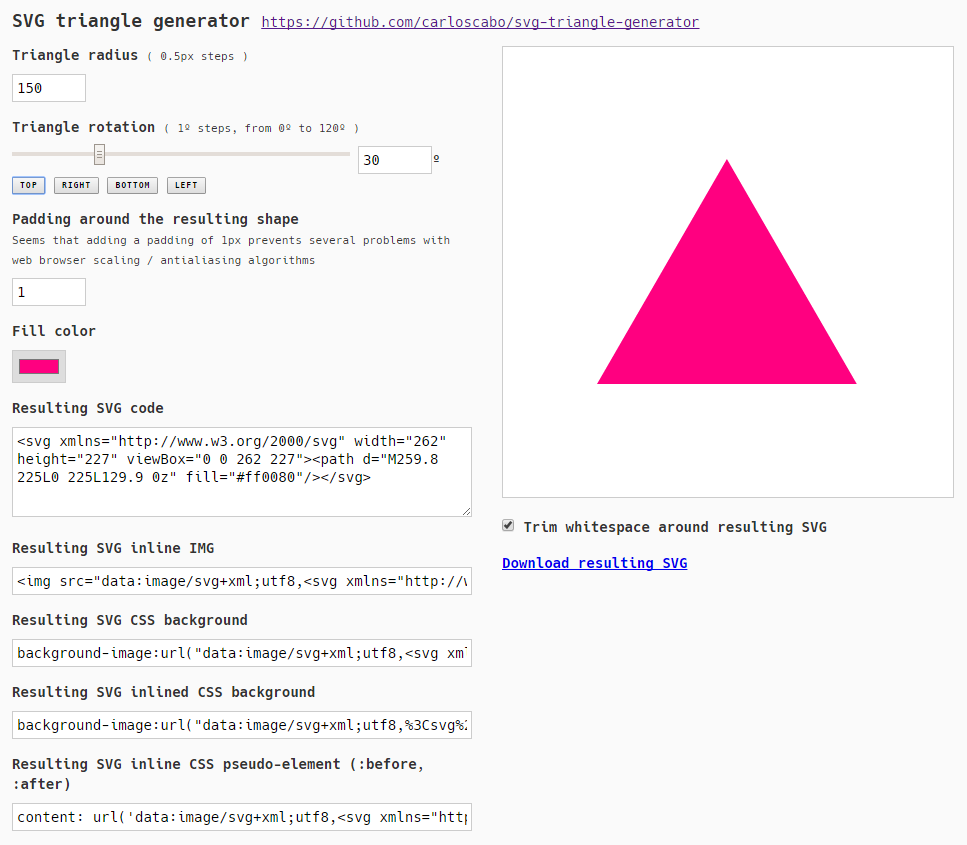 SVG triangle generator https://github.com/carloscabo/svg-triangle-generator
Triangle radius ( 0.5px steps )
150
Triangle rotation ( 1º steps, from 0º to 120º )
30 º
TOP RIGHT BOTTOM LEFT
Padding around the resulting shape
Seems that adding a padding of 1px prevents several problems with
web browser scaling / antialiasing algorithms
1
Fill color
Resulting SVG code
<svg xmlns="http://www.w3.org/2000/svg" width="262"
height="227" viewBox="0 0 262 227"><path d="M259.8
225L0 225L129.9 0z" fill="#ff0080"/></svg>
Resulting SVG inline IMG
<img src="data:image/svg+xml;utf8,<svg xmlns="http://
Resulting SVG CSS background
background-image:url("data:image/svg+xml;utf8,<svg xm
Resulting SVG inlined CSS background
background-image:url("data:image/svg+xml;utf8,%3Csvg%
Resulting SVG inline CSS pseudo-element (:before,
:after)
content: url('data:image/svg+xml;utf8,<svg xmlns="http
Trim whitespace around resulting SVG
Download resulting SVG